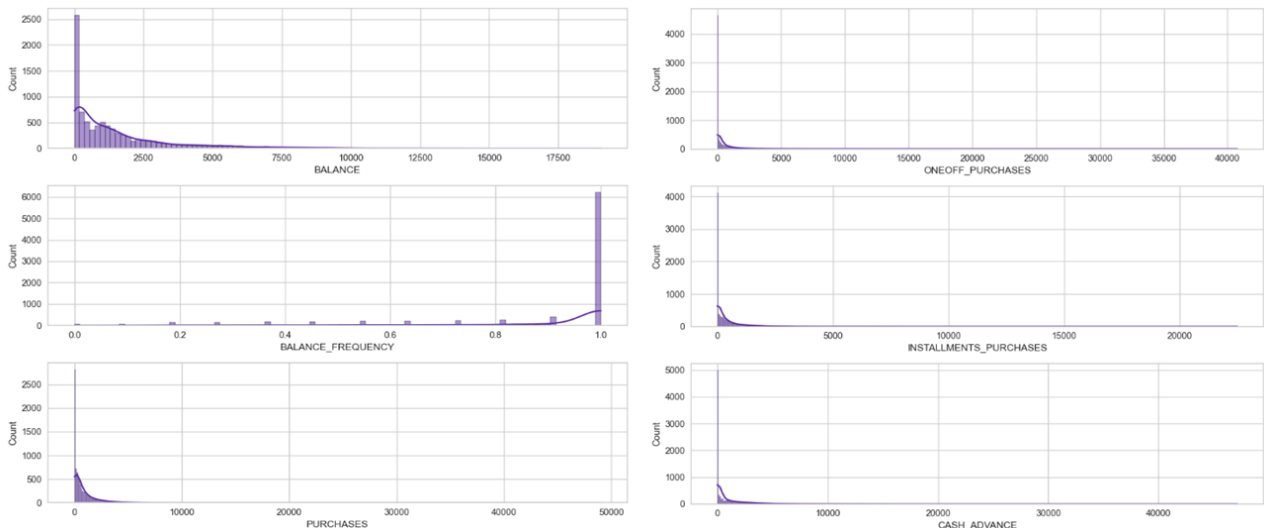 2500
2000
1500
1000
500
0
Count
0 2500 5000 7500 10000 12500 15000 17500
BALANCE
4000
3000
2000
1000
0
Count
0 5000 10000 15000 20000 25000 30000 35000 40000
ONEOFF_PURCHASES
6000
5000
4000
3000
2000
1000
0
Count
0.0 0.2 0.4 0.6 0.8 1.0
BALANCE_FREQUENCY
4000
3000
2000
1000
0
Count
0 5000 10000 15000 20000
INSTALLMENTS_PURCHASES
2500
2000
1500
1000
500
0
Count
0 10000 20000 30000 40000 50000
PURCHASES
5000
4000
3000
2000
1000
0
Count
0 10000 20000 30000 40000
CASH_ADVANCE